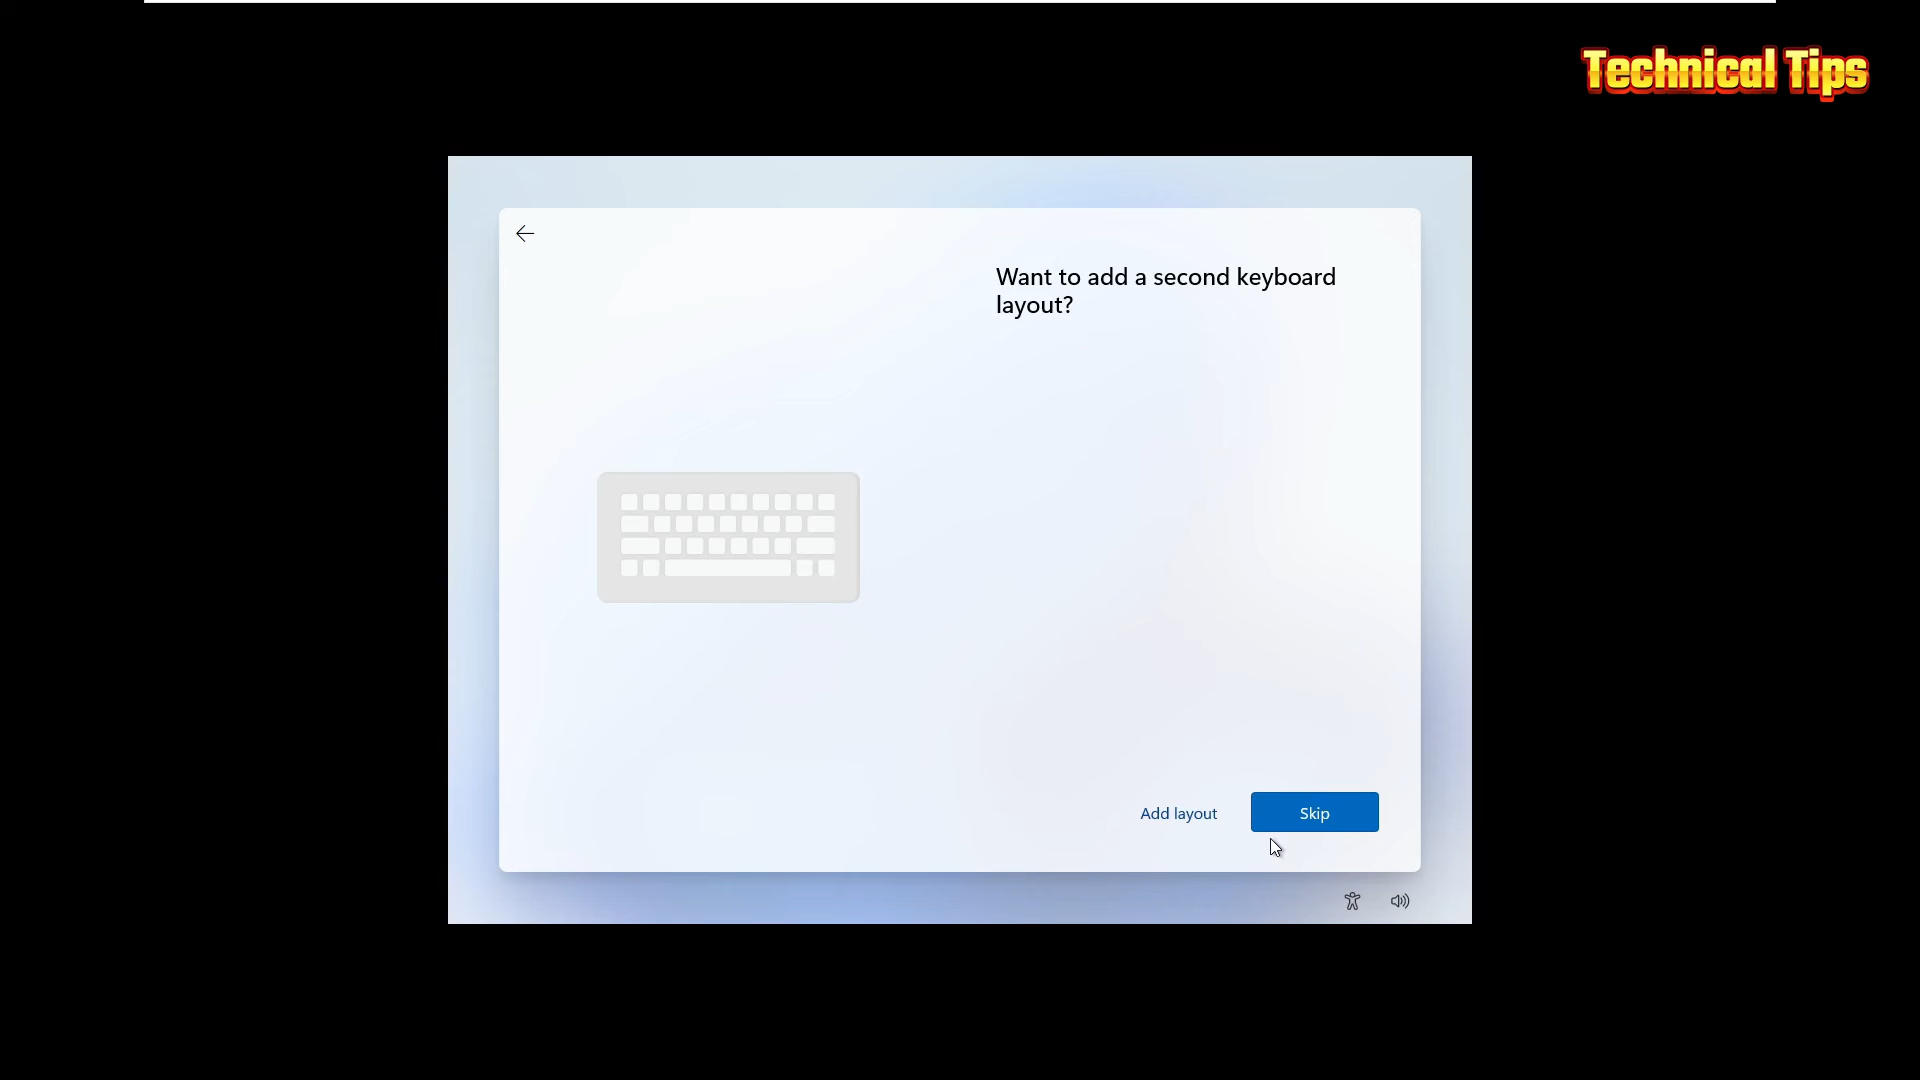 Technical Tips
Want to add a second keyboard
layout?
Add layout
Skip